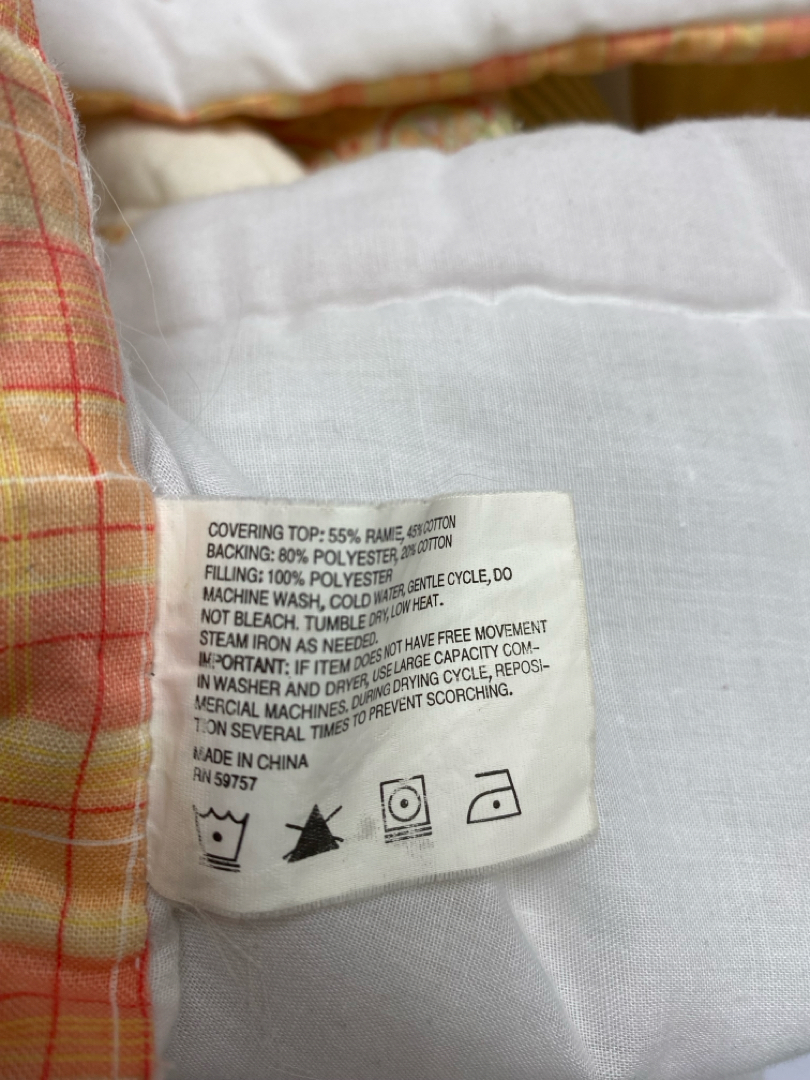 COVERING TOP: 55% RAMIE, 45% COTTON
BACKING: 80% POLYESTER, 20% COTTON
FILLING: 100% POLYESTER
MACHINE WASH, COLD WATER, GENTLE CYCLE, DO
NOT BLEACH. TUMBLE DRY, LOW HEAT.
STEAM IRON AS NEEDED.
IMPORTANT: IF ITEM DOES NOT HAVE FREE MOVEMENT
IN WASHER AND DRYER, USE LARGE CAPACITY COM-
MERCIAL MACHINES. DURING DRYING CYCLE, REPOSI-
TION SEVERAL TIMES TO PREVENT SCORCHING.
MADE IN CHINA
RN 59757